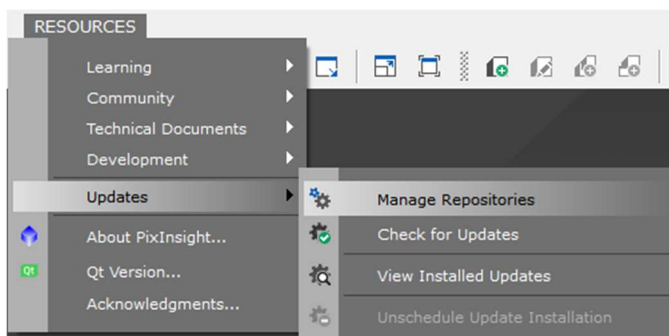 RESOURCES
Learning
Community
Technical Documents
Development
Updates
About PixInsight...
Qt Version...
Qt
Acknowledgments...
Manage Repositories
Check for Updates
View Installed Updates
Unschedule Update Installation